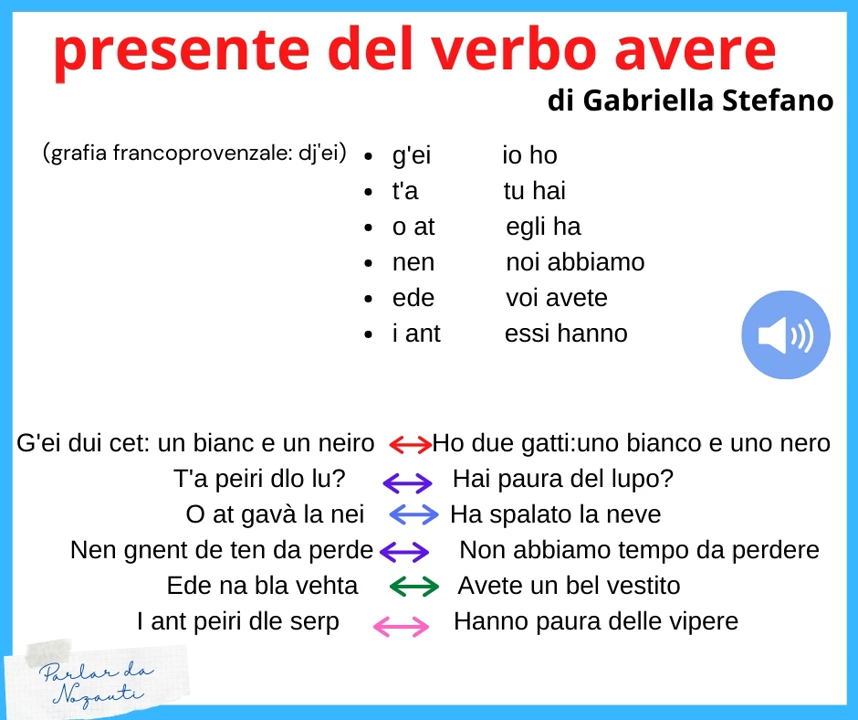 presente del verbo avere
di Gabriella Stefano
(grafia francoprovenzale: dj'ei)
• g'ei io ho
• t'a tu hai
• o at egli ha
• nen noi abbiamo
• ede voi avete
• i ant essi hanno
G'ei dui cet: un bianc e un neiro ↔ Ho due gatti:uno bianco e uno nero
T'a peiri dlo lu? ↔ Hai paura del lupo?
O at gavà la nei ↔ Ha spalato la neve
Nen gnent de ten da perde ↔ Non abbiamo tempo da perdere
Ede na bla vehta ↔ Avete un bel vestito
I ant peiri dle serp ↔ Hanno paura delle vipere
Parlar da
Nozauti